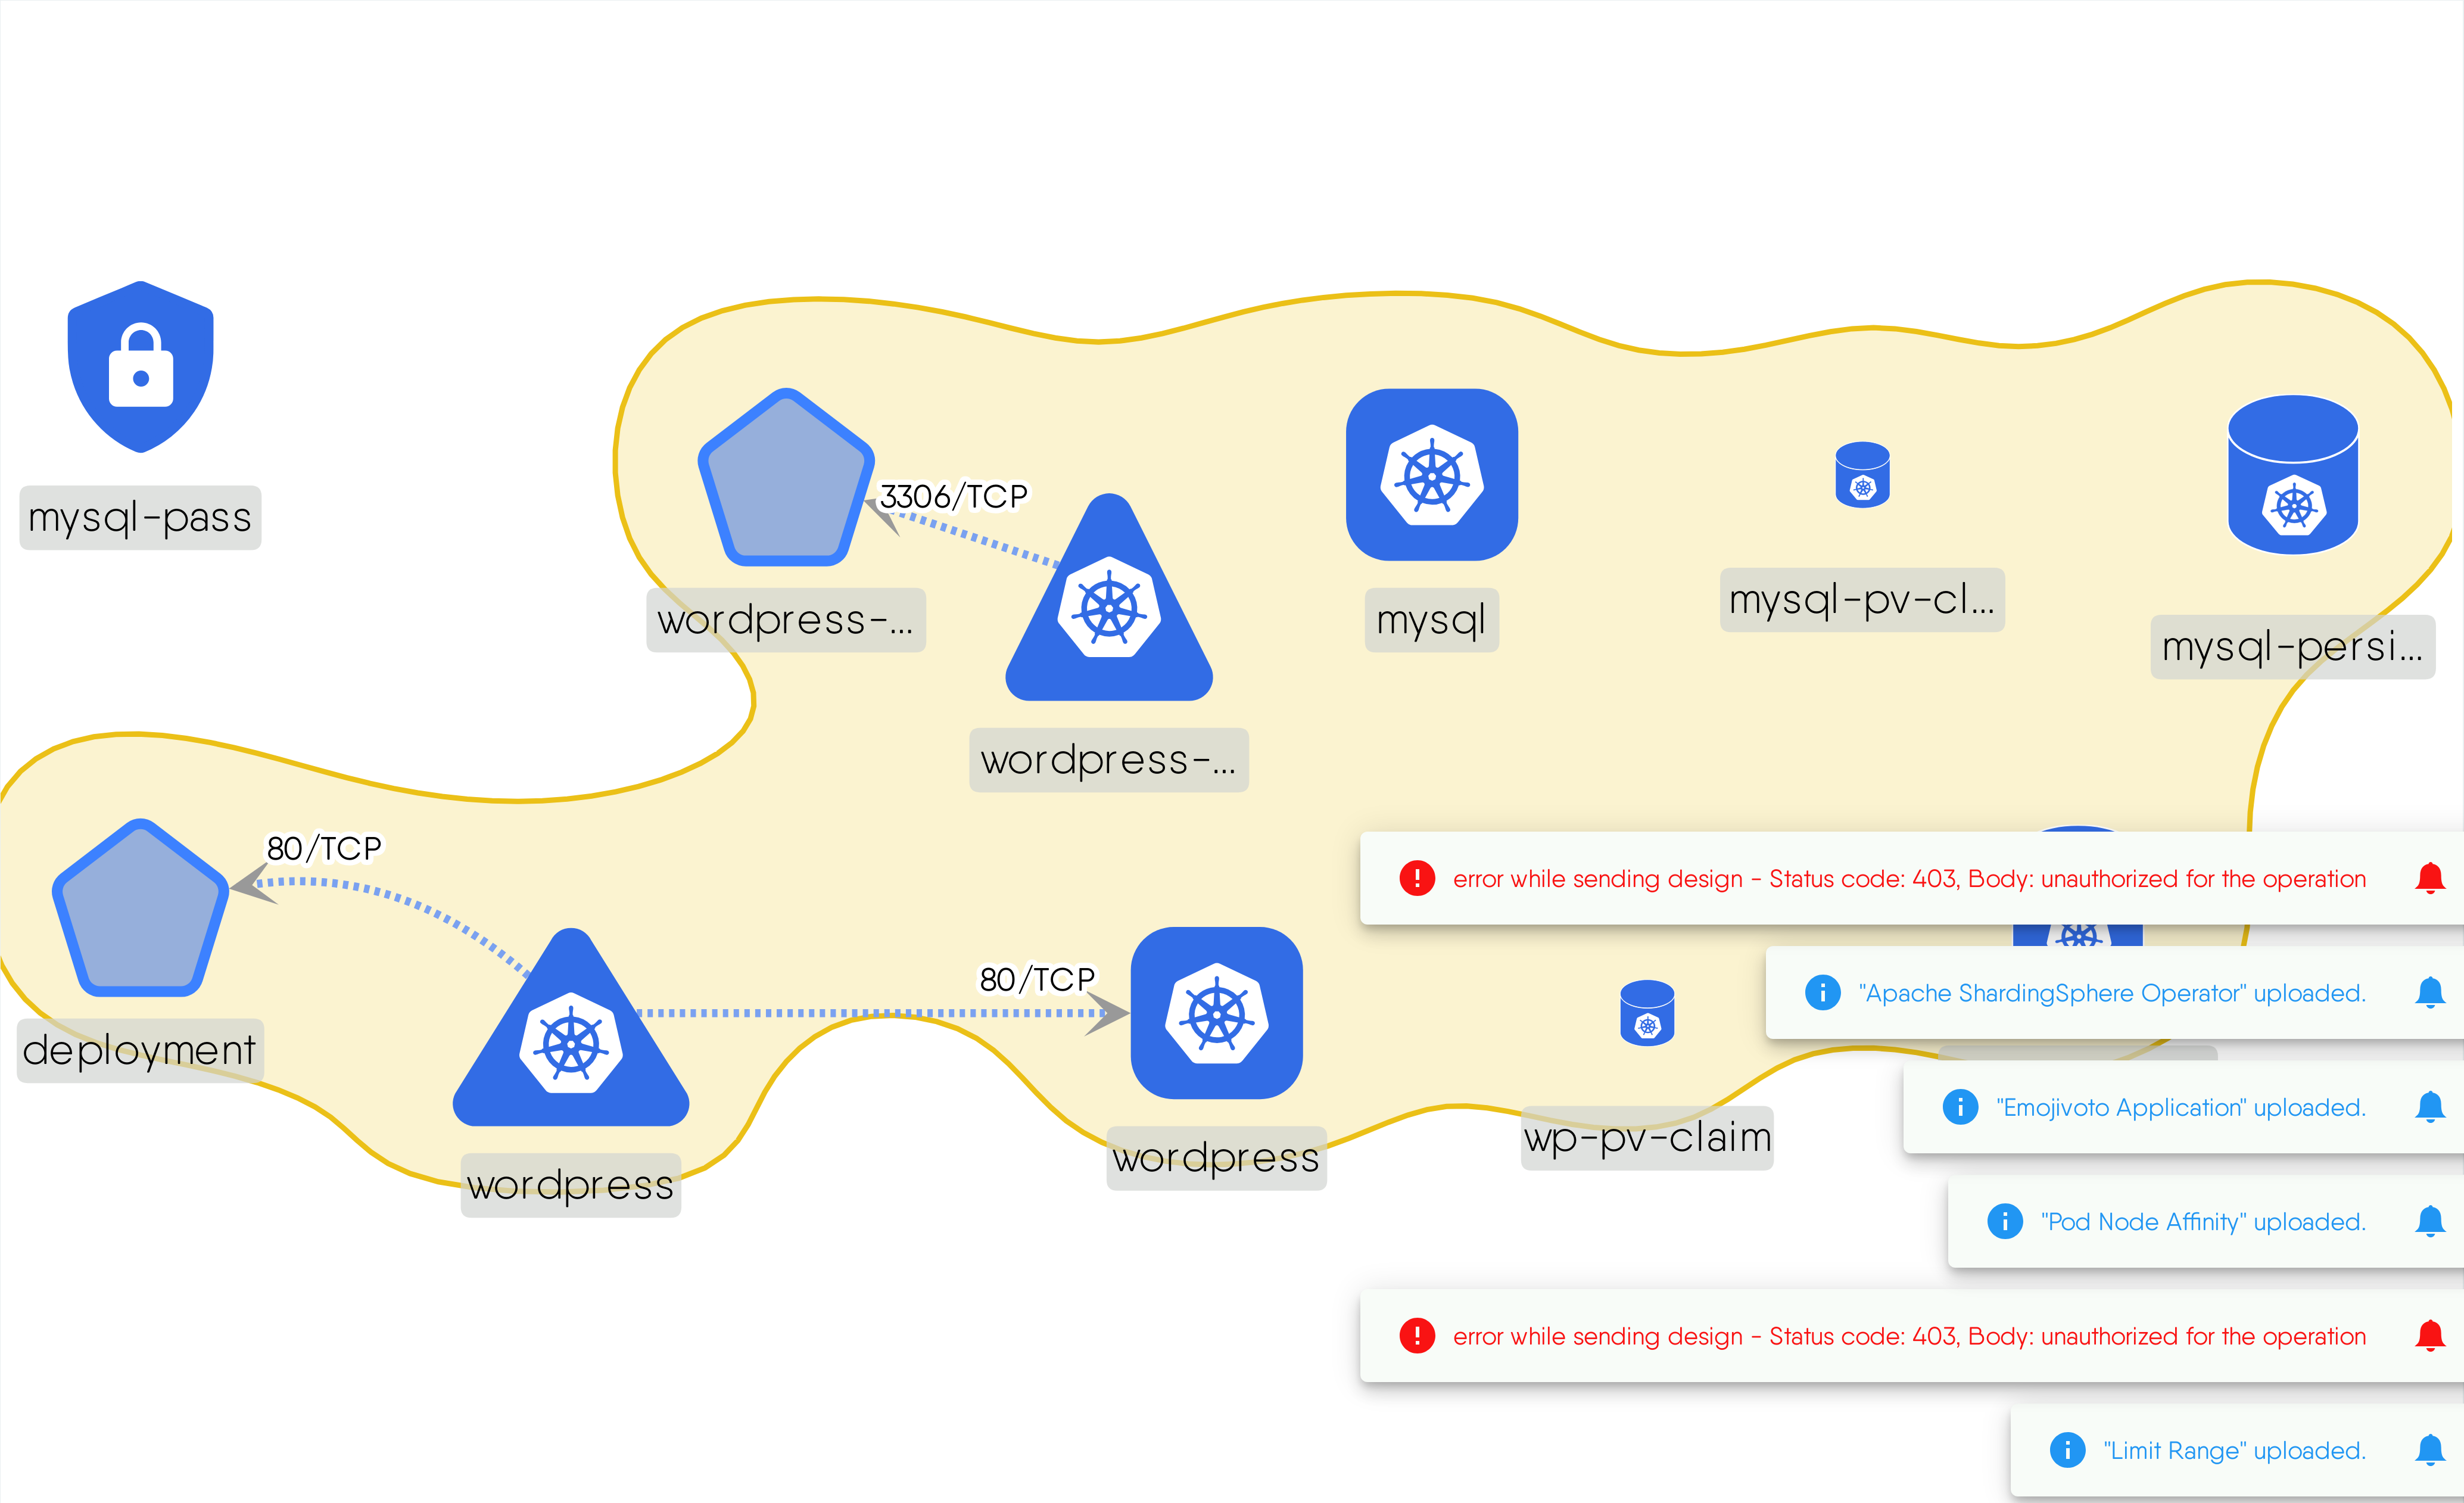 mysql-pass
3306/TCP
wordpress-...
mysql
mysql-pv-cl...
mysql-persi...
wordpress-...
80/TCP
deployment
80/TCP
wordpress
wordpress
wp-pv-claim
error while sending design - Status code: 403, Body: unauthorized for the operation
"Apache ShardingSphere Operator" uploaded.
"Emojivoto Application" uploaded.
"Pod Node Affinity" uploaded.
error while sending design - Status code: 403, Body: unauthorized for the operation
"Limit Range" uploaded.